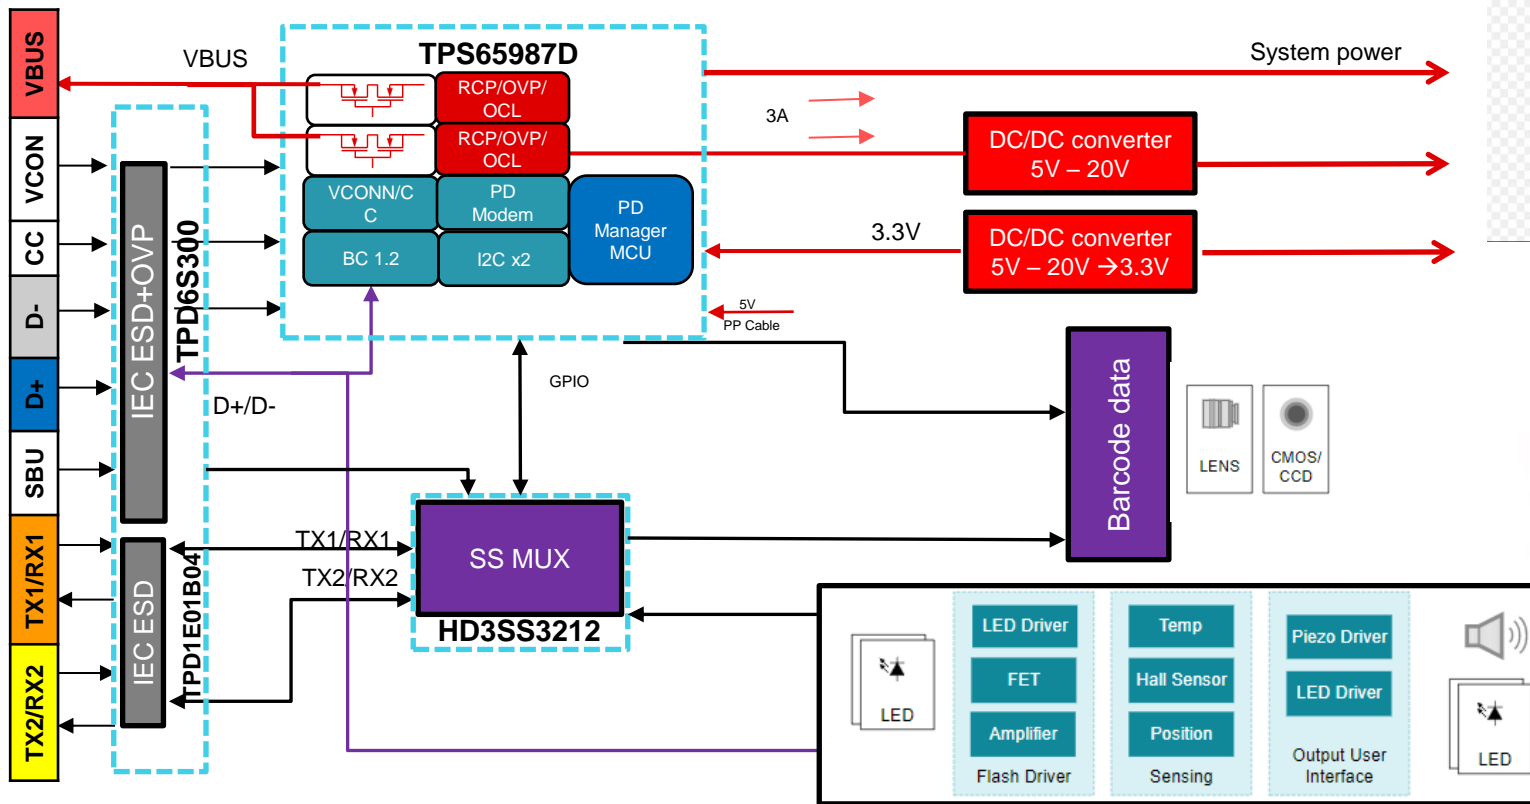 VBUS
VCON
CC
D-
D+
SBU
TX1/RX1
TX2/RX2
IEC ESD+OVP
TPD6S300
IEC ESD
TPD1E01B04
VBUS
TPS65987D
RCP/OVP/
OCL
RCP/OVP/
OCL
VCONN/C
C
PD
Modem
BC 1.2
I2C x2
PD
Manager
MCU
System power
3A
DC/DC converter
5V – 20V
3.3V
DC/DC converter
5V – 20V →3.3V
5V
PP Cable
GPIO
D+/D-
TX1/RX1
TX2/RX2
SS MUX
HD3SS3212
Barcode data
LENS
CMOS/
CCD
LED
LED Driver
FET
Amplifier
Flash Driver
Temp
Hall Sensor
Position
Sensing
Piezo Driver
LED Driver
Output User
Interface
LED